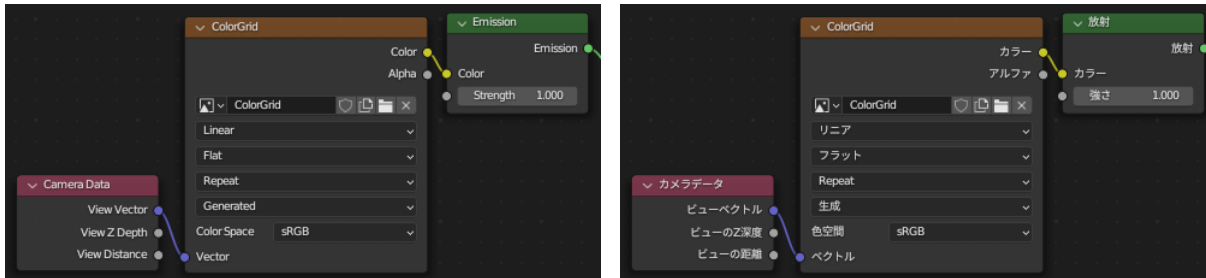 ColorGrid
Color
Alpha
ColorGrid
Linear
Flat
Repeat
Generated
Color Space sRGB
Vector
Emission
Emission
Color
Strength 1.000
Camera Data
View Vector
View Z Depth
View Distance
ColorGrid
カラー
アルファ
ColorGrid
リニア
フラット
Repeat
生成
色空間 sRGB
ベクトル
放射
放射
カラー
強さ 1.000
カメラデータ
ビューベクトル
ビューのZ深度
ビューの距離